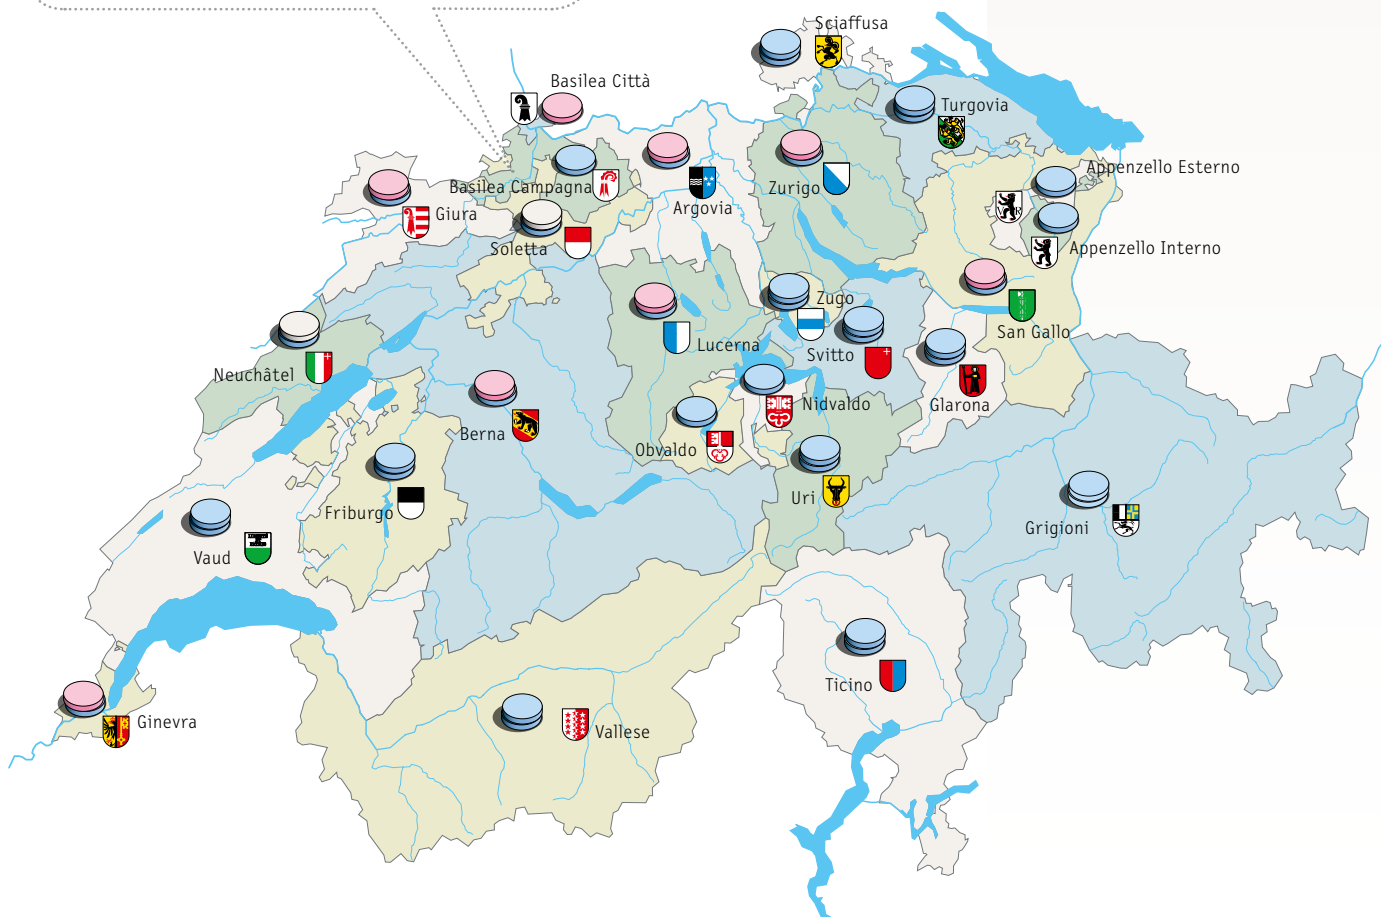 Sciaffusa
Basilea Città
Turgovia
Appenzello Esterno
Basilea Campagna
Zurigo
Argovia
Giura
Soletta
Appenzello Interno
Zugo
San Gallo
Lucerna
Svitto
Neuchâtel
Nidvaldo
Glarona
Berna
Obvaldo
Uri
Friburgo
Grigioni
Vaud
Ticino
Ginevra
Vallese